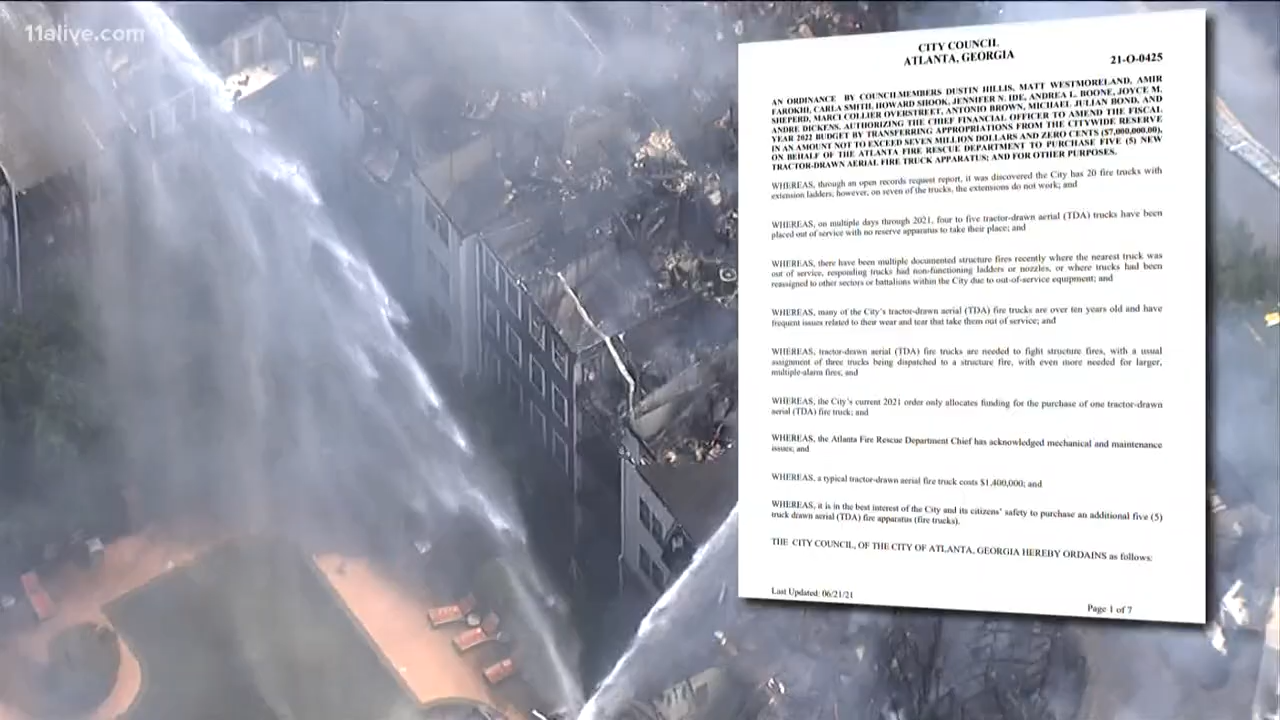 11alive.com
CITY COUNCIL
ATLANTA, GEORGIA
21-O-0425
AN ORDINANCE BY COUNCILMEMBERS DUSTIN HILLIS, MATT WESTMORELAND, AMIR
FAROKHI, CARLA SMITH, HOWARD SHOOK, JENNIFER N. IDE, ANDREA L. BOONE, JOYCE M.
SHEPERD, MARCI COLLIER OVERSTREET, ANTONIO BROWN, MICHAEL JULIAN BOND, AND
ANDRE DICKENS, AUTHORIZING THE CHIEF FINANCIAL OFFICER TO AMEND THE FISCAL
YEAR 2022 BUDGET BY TRANSFERRING APPROPRIATIONS FROM THE CITYWIDE RESERVE
IN AN AMOUNT NOT TO EXCEED SEVEN MILLION DOLLARS AND ZERO CENTS ($7,000,000.00),
ON BEHALF OF THE ATLANTA FIRE RESCUE DEPARTMENT TO PURCHASE FIVE (5) NEW
TRACTOR-DRAWN AERIAL FIRE TRUCK APPARATUS; AND FOR OTHER PURPOSES.
WHEREAS, through an open records request report, it was discovered the City has 20 fire trucks with
extension ladders; however, on seven of the trucks, the extensions do not work; and
WHEREAS, on multiple days through 2021, four to five tractor-drawn aerial (TDA) trucks have been
placed out of service with no reserve apparatus to take their place; and
WHEREAS, there have been multiple documented structure fires recently where the nearest truck was
out of service, responding trucks had non-functioning ladders or nozzles, or where trucks had been
reassigned to other sectors or battalions within the City due to out-of-service equipment; and
WHEREAS, many of the City's tractor-drawn aerial (TDA) fire trucks are over ten years old and have
frequent issues related to their wear and tear that take them out of service; and
WHEREAS, tractor-drawn aerial (TDA) fire trucks are needed to fight structure fires, with a usual
assignment of three trucks being dispatched to a structure fire, with even more needed for larger,
multiple-alarm fires; and
WHEREAS, the City's current 2021 order only allocates funding for the purchase of one tractor-drawn
aerial (TDA) fire truck; and
WHEREAS, the Atlanta Fire Rescue Department Chief has acknowledged mechanical and maintenance
issues; and
WHEREAS, a typical tractor-drawn aerial fire truck costs $1,400,000; and
WHEREAS, it is in the best interest of the City and its citizens' safety to purchase an additional five (5)
truck drawn aerial (TDA) fire apparatus (fire trucks).
THE CITY COUNCIL, OF THE CITY OF ATLANTA, GEORGIA HEREBY ORDAINS as follows:
Last Updated: 06/21/21
Page 1 of 7